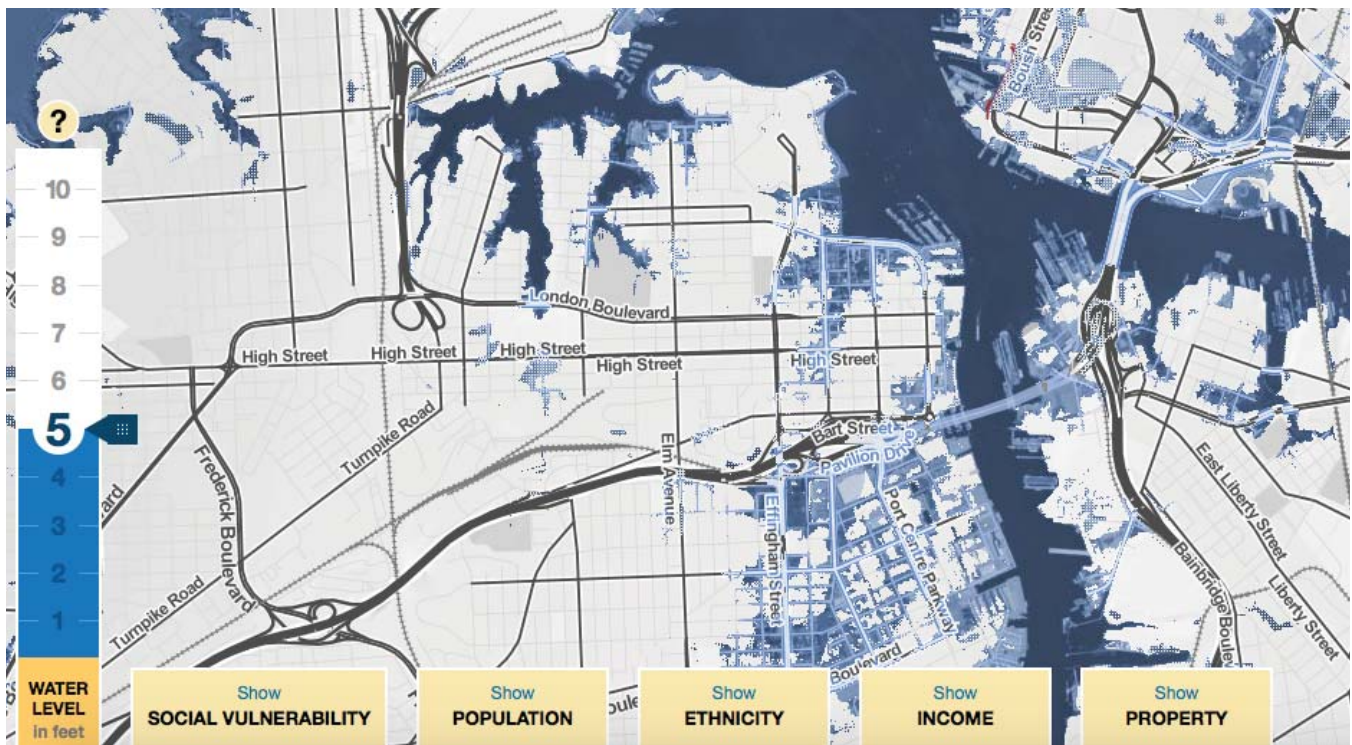 Boush Street
?
10
9
8
7
6
5
4
3
2
1
London Boulevard
High Street
High Street
High Street
High Street
High Street
Turnpike Road
Bart Street
Pavilion Drive
Elm Avenue
Effingham Street
Port Centre Parkway
ard
Frederick Boulevard
East Liberty Street
Liberty Street
Bainbridge Boulev
Turnpike Road
Boulevard
WATER
LEVEL
in feet
Show
SOCIAL VULNERABILITY
Show
POPULATION
Show
ETHNICITY
Show
INCOME
Show
PROPERTY